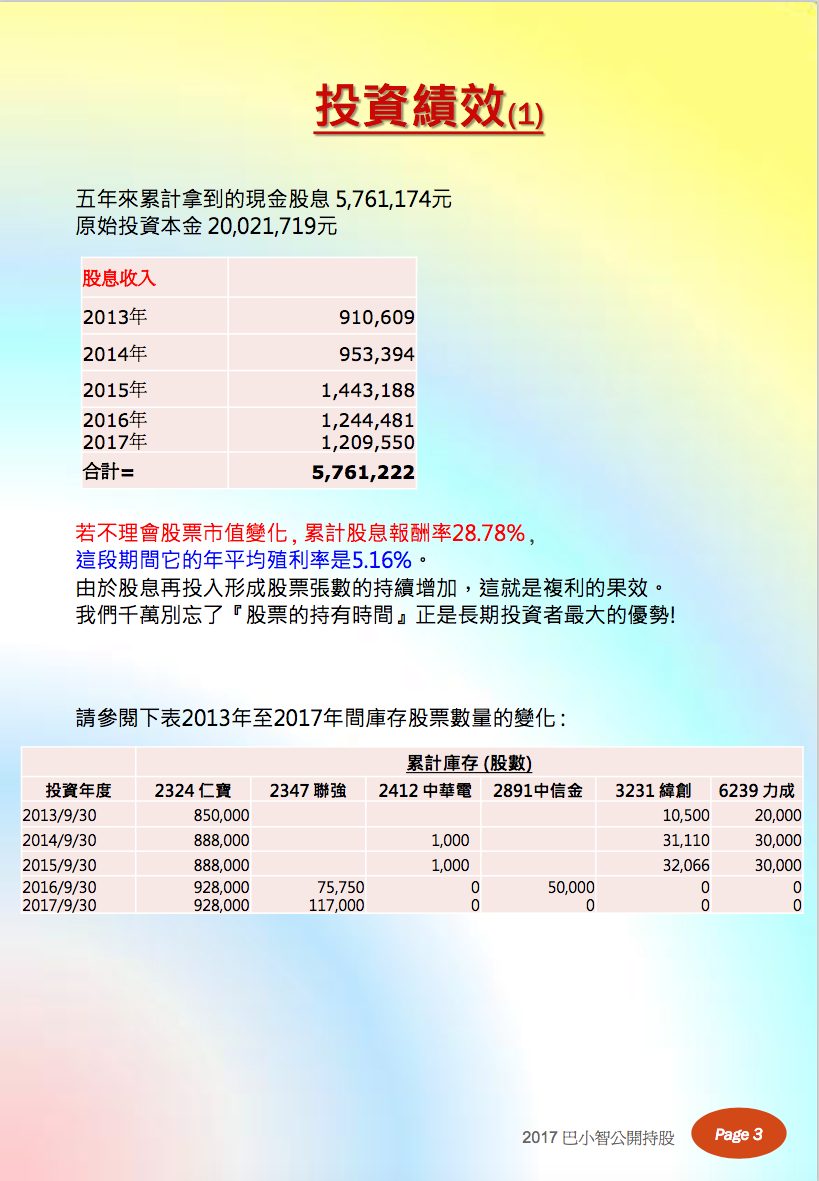 投資績效(1)
五年來累計拿到的現金股息 5,761,174元
原始投資本金 20,021,719元
股息收入
2013年 910,609
2014年 953,394
2015年 1,443,188
2016年 1,244,481
2017年 1,209,550
合計= 5,761,222
若不理會股票市值變化 , 累計股息報酬率28.78% ,
這段期間它的年平均殖利率是5.16%。
由於股息再投入形成股票張數的持續增加，這就是複利的果效。
我們千萬別忘了『股票的持有時間』正是長期投資者最大的優勢!
請參閱下表2013年至2017年間庫存股票數量的變化 :
累計庫存 (股數)
投資年度 2324 仁寶 2347 聯強 2412 中華電 2891中信金 3231 緯創 6239 力成
2013/9/30 850,000 10,500 20,000
2014/9/30 888,000 1,000 31,110 30,000
2015/9/30 888,000 1,000 32,066 30,000
2016/9/30 928,000 75,750 0 50,000 0 0
2017/9/30 928,000 117,000 0 0 0 0
2017 巴小智公開持股
Page 3